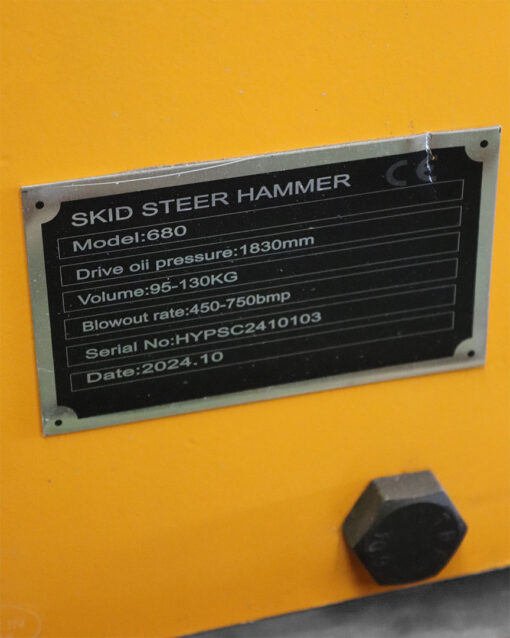 CE
SKID STEER HAMMER
Model:680
Drive oii pressure:1830mm
Volume:95-130KG
Blowout rate:450-750bmp
Serial No:HYPSC2410103
Date:2024.10